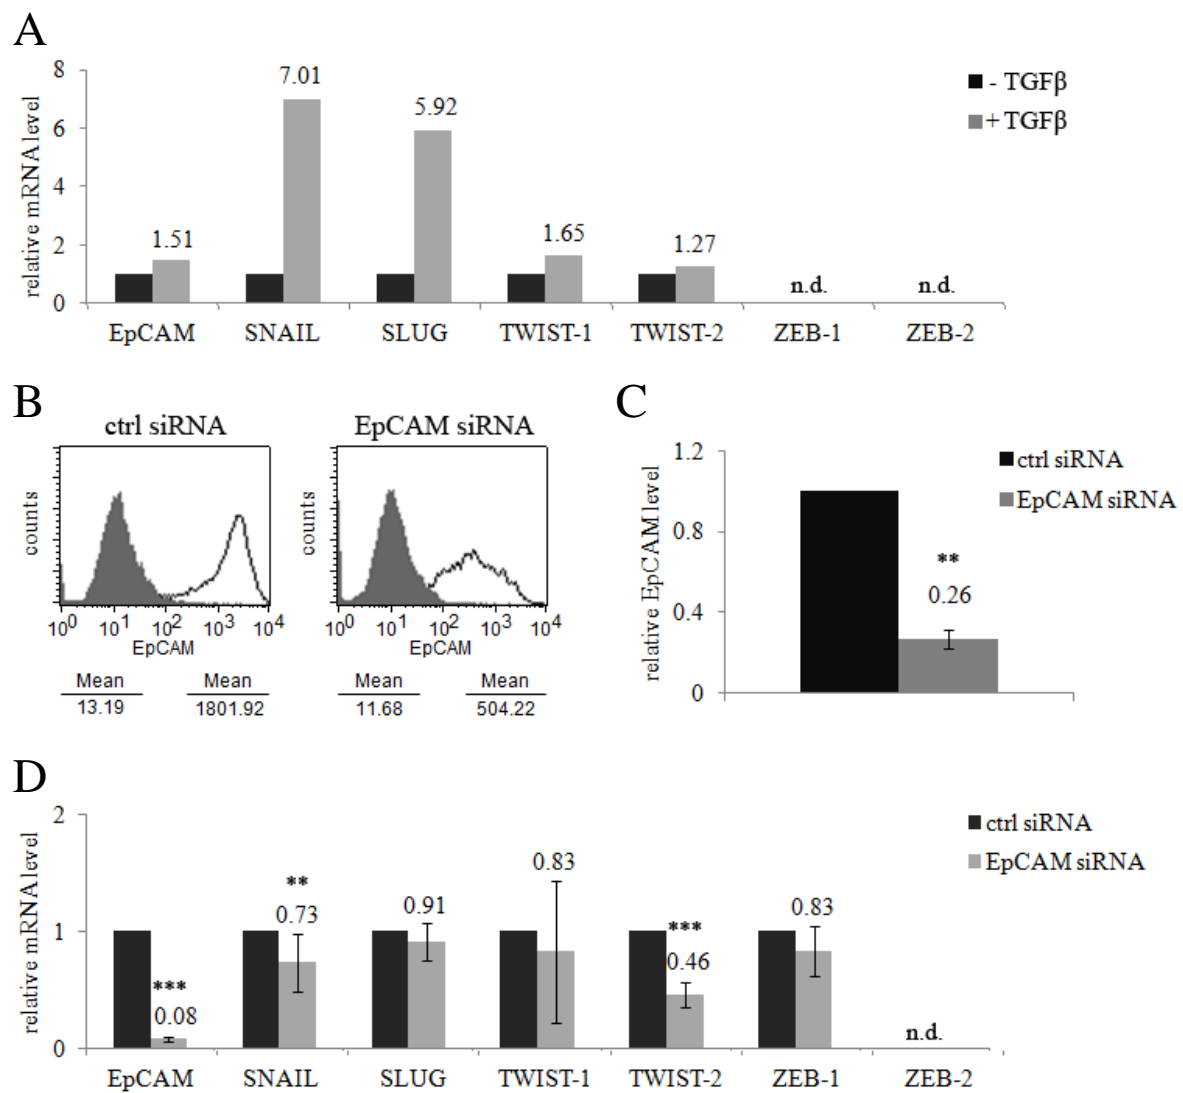 A
8
6
4
2
0
relative mRNA level
- TGFβ
+ TGFβ
1.51
7.01
5.92
1.65
1.27
n.d.
n.d.
EpCAM SNAIL SLUG TWIST-1 TWIST-2 ZEB-1 ZEB-2
B
ctrl siRNA
counts
10⁰ 10¹ 10² 10³ 10⁴
EpCAM
Mean Mean
13.19 1801.92
EpCAM siRNA
counts
10⁰ 10¹ 10² 10³ 10⁴
EpCAM
Mean Mean
11.68 504.22
C
1.2
0.8
0.4
0
relative EpCAM level
ctrl siRNA
EpCAM siRNA
**
0.26
D
2
1
0
relative mRNA level
ctrl siRNA
EpCAM siRNA
***
0.08
**
0.73
0.91
0.83
***
0.46
0.83
n.d.
EpCAM SNAIL SLUG TWIST-1 TWIST-2 ZEB-1 ZEB-2